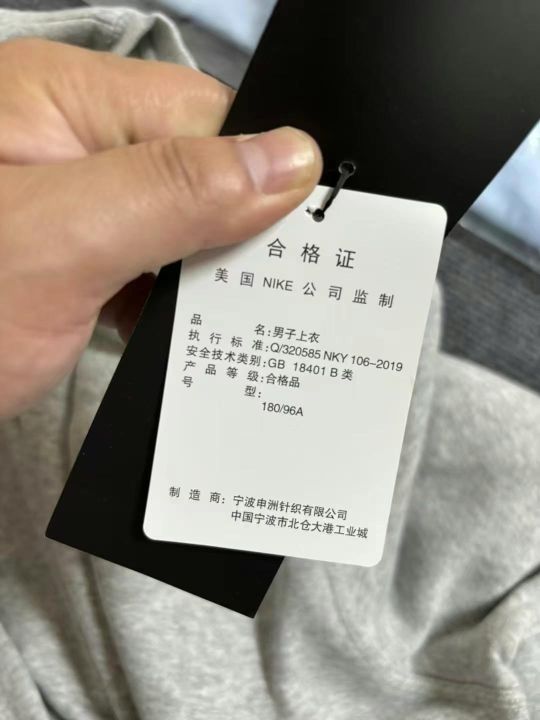 合格证
美国 NIKE 公司监制
品名:男子上衣
执行标准:Q/320585 NKY 106-2019
安全技术类别:GB 18401 B 类
产品等级:合格品
号型:
180/96A
制造商:宁波申洲针织有限公司
中国宁波市北仑大港工业城